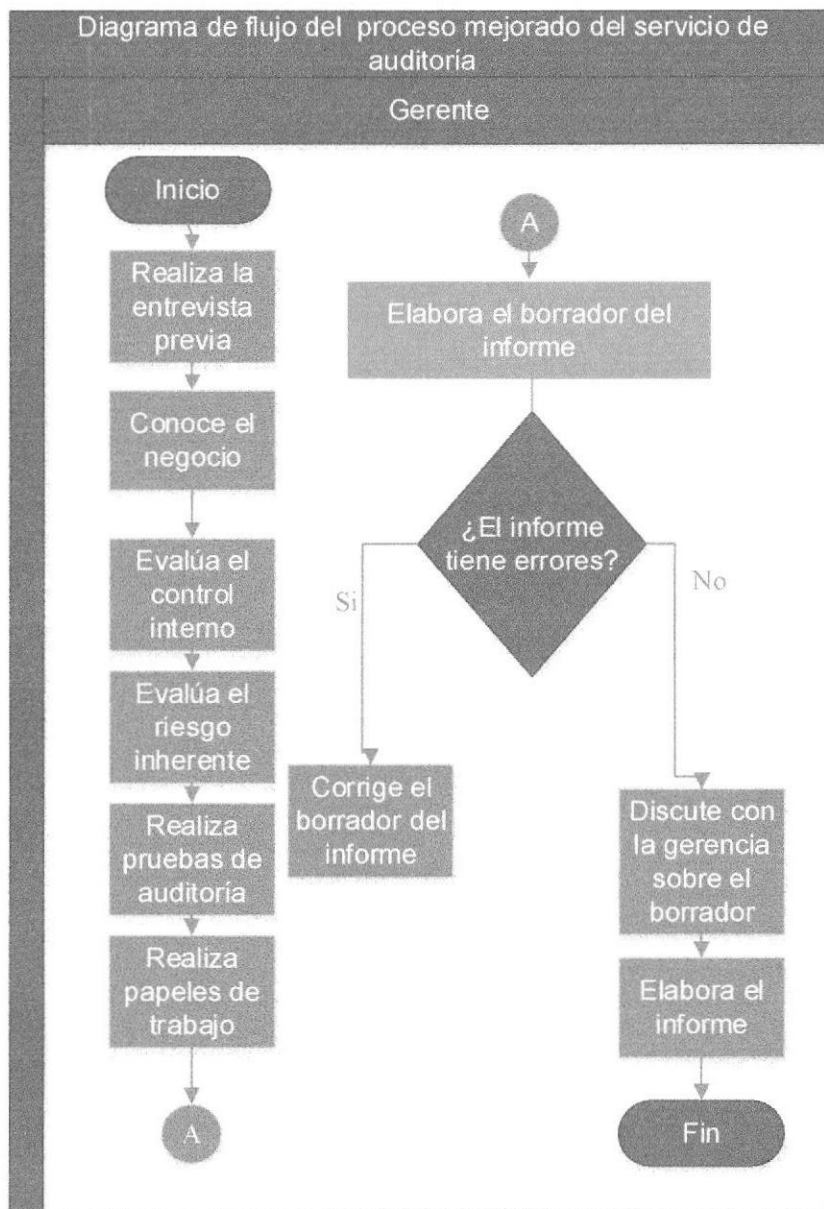 Diagrama de flujo del proceso mejorado del servicio de
auditoría
Gerente
Inicio
Realiza la
entrevista
previa
Conoce el
negocio
Evalúa el
control
interno
Evalúa el
riesgo
inherente
Realiza
pruebas de
auditoría
Realiza
papeles de
trabajo
A
A
Elabora el borrador del
informe
¿El informe
tiene errores?
Si
No
Corrige el
borrador del
informe
Discute con
la gerencia
sobre el
borrador
Elabora el
informe
Fin